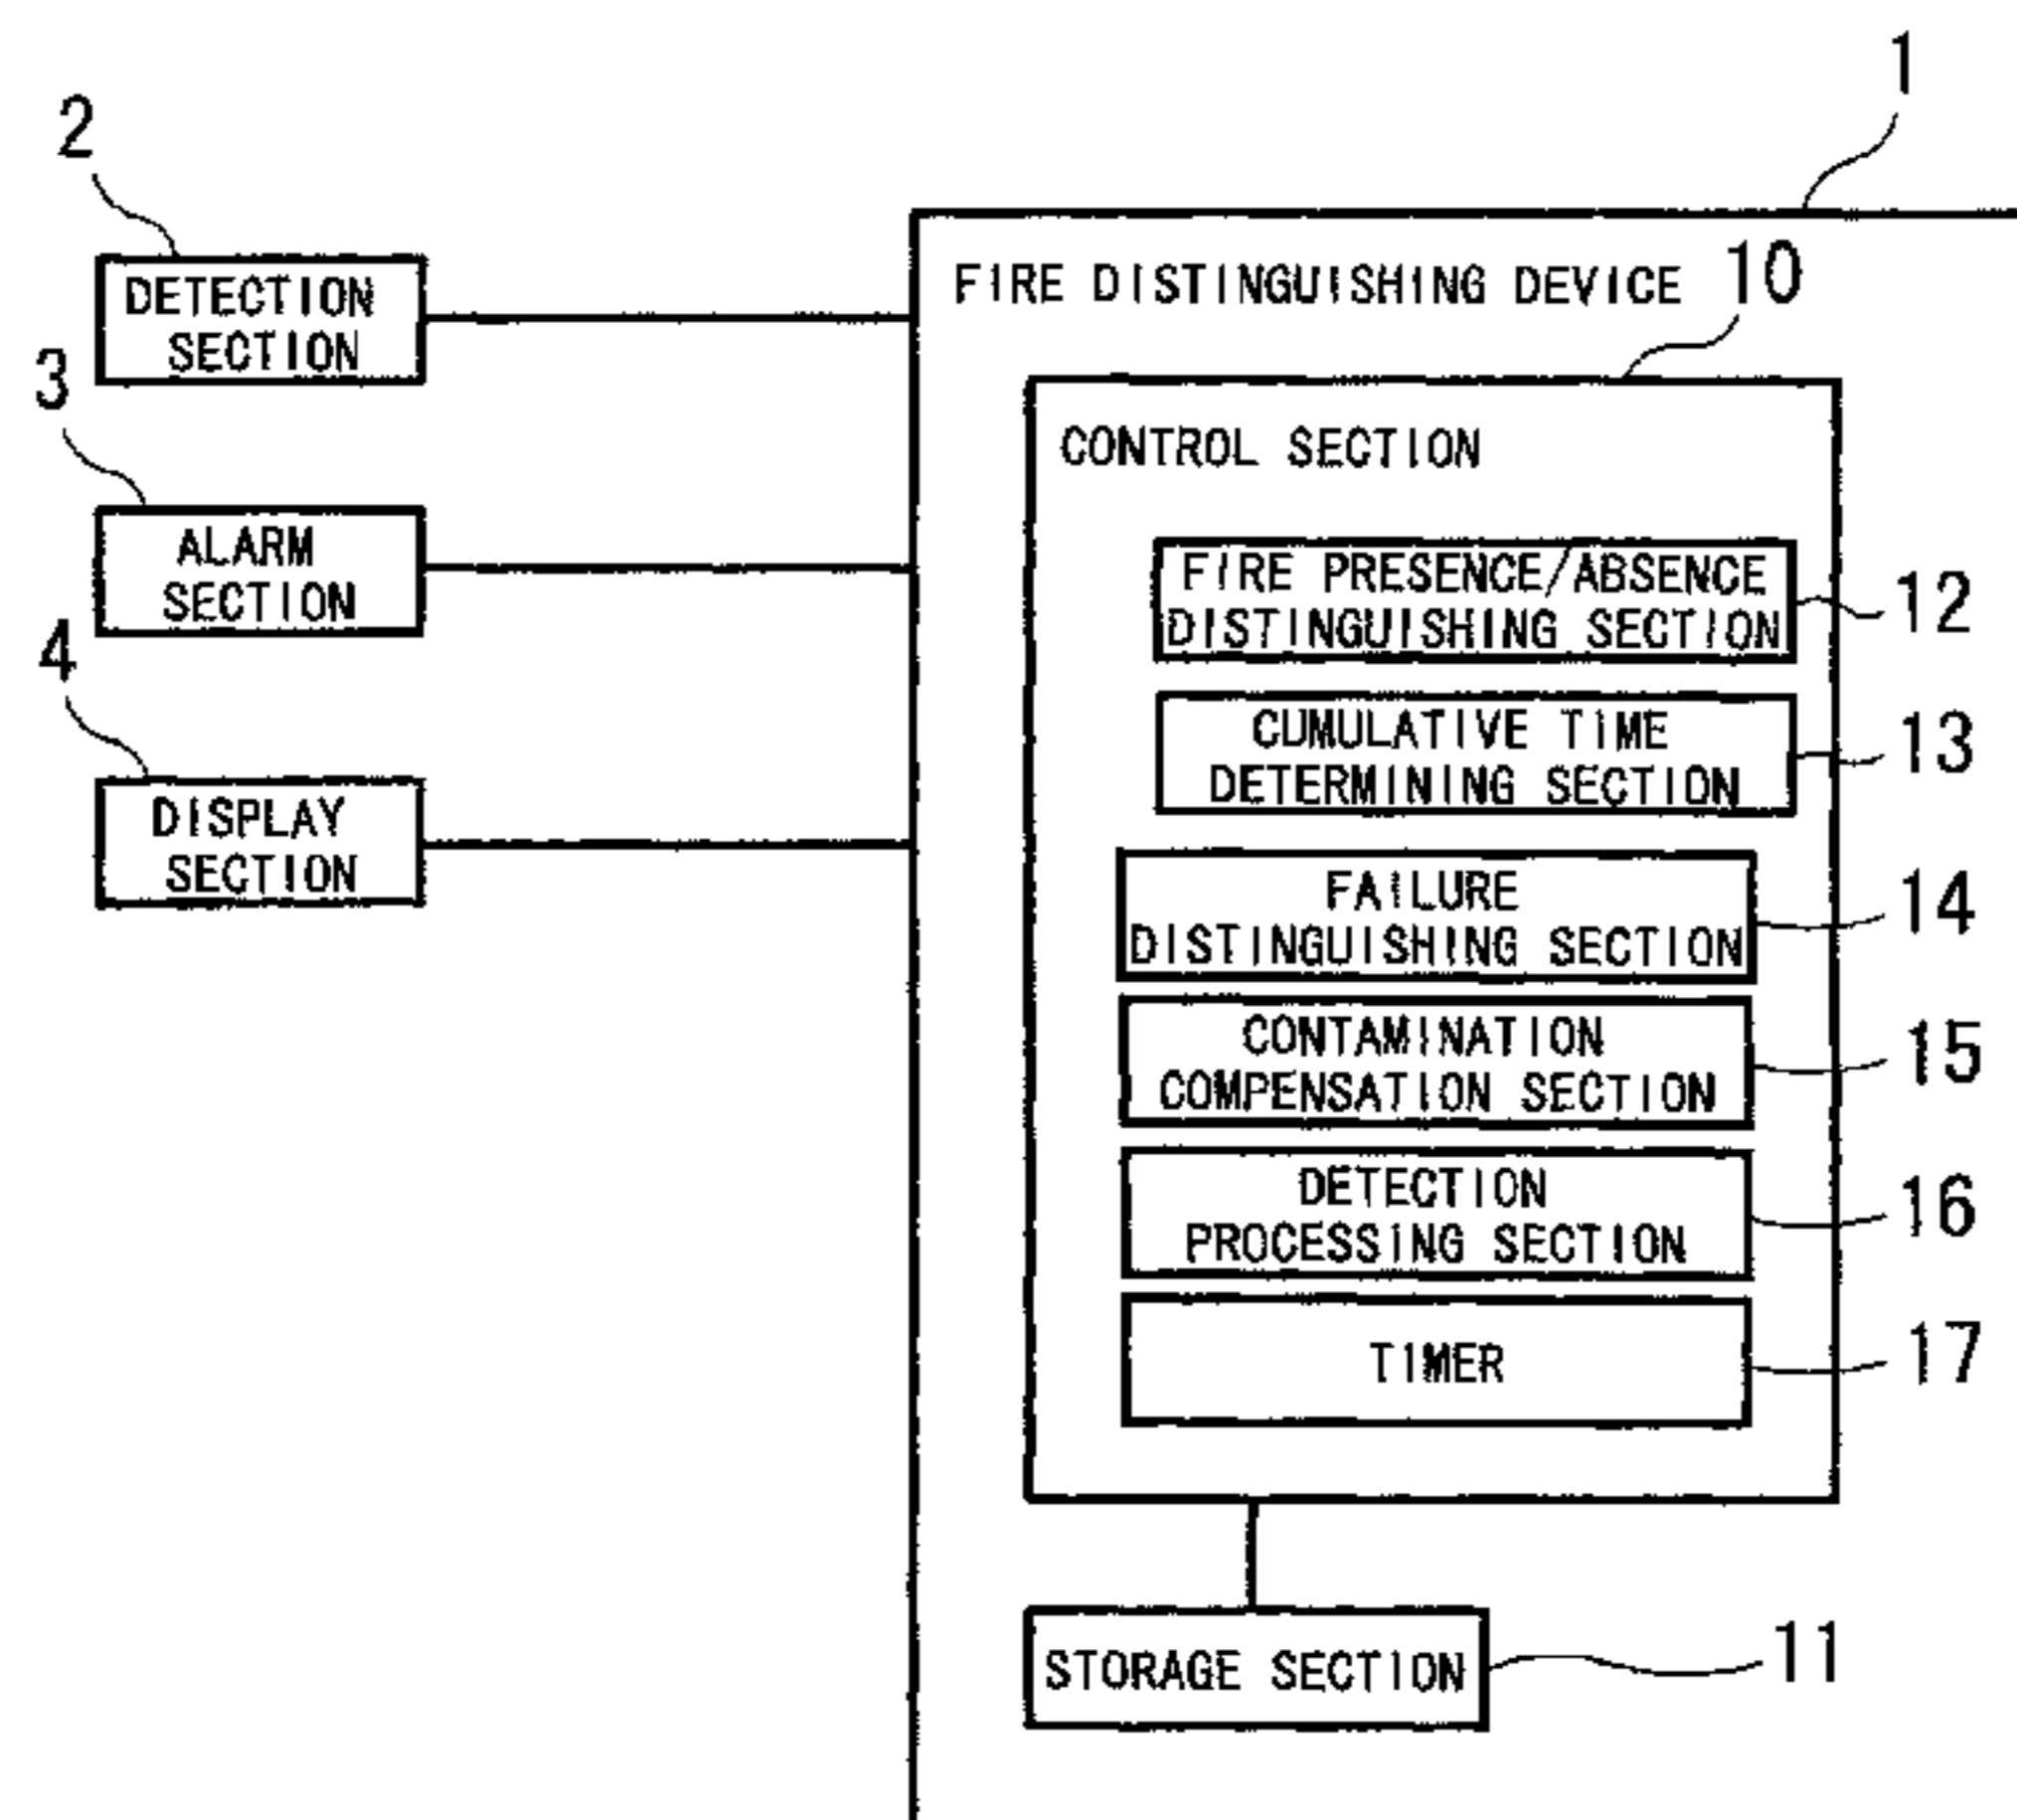 1
2
DETECTION
SECTION
3
ALARM
SECTION
4
DISPLAY
SECTION
FIRE DISTINGUISHING DEVICE
10
CONTROL SECTION
FIRE PRESENCE/ABSENCE
DISTINGUISHING SECTION
12
CUMULATIVE TIME
DETERMINING SECTION
13
FAILURE
DISTINGUISHING SECTION
14
CONTAMINATION
COMPENSATION SECTION
15
DETECTION
PROCESSING SECTION
16
TIMER
17
STORAGE SECTION
11